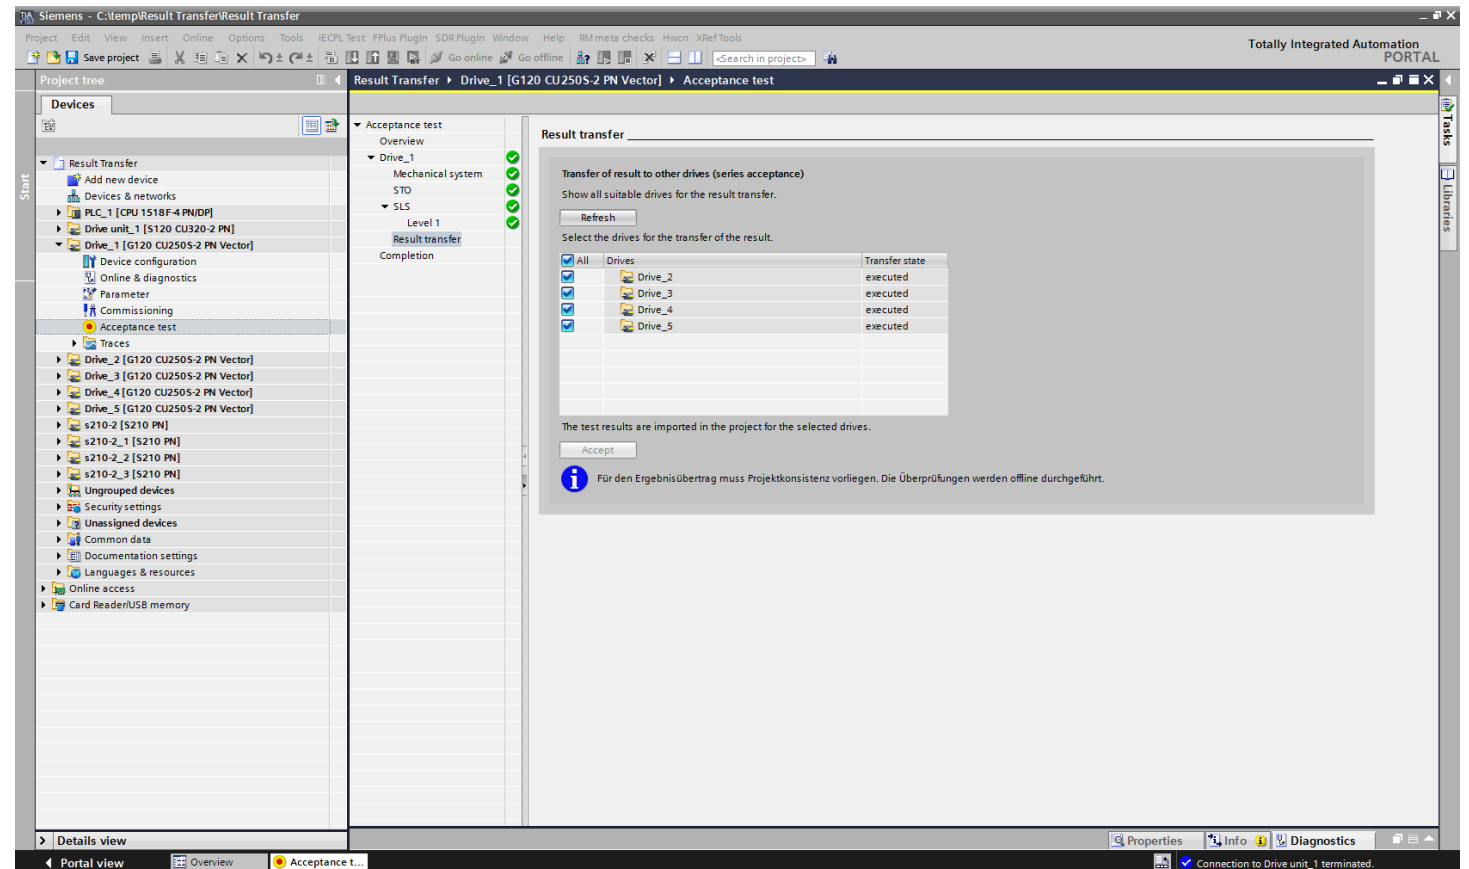 Siemens - C:\temp\Result Transfer\Result Transfer
Project Edit View Insert Online Options Tools IECPL Test FPlus PlugIn SDR PlugIn Window Help RM meta checks Hwcn XRefTools
Totally Integrated Automation
PORTAL
Save project
Go online
Go offline
<Search in project>
Project tree
Result Transfer ▸ Drive_1 [G120 CU250S-2 PN Vector] ▸ Acceptance test
Devices
Start
Result Transfer
Add new device
Devices & networks
PLC_1 [CPU 1518F-4 PN/DP]
Drive unit_1 [S120 CU320-2 PN]
Drive_1 [G120 CU250S-2 PN Vector]
Device configuration
Online & diagnostics
Parameter
Commissioning
Acceptance test
Traces
Drive_2 [G120 CU250S-2 PN Vector]
Drive_3 [G120 CU250S-2 PN Vector]
Drive_4 [G120 CU250S-2 PN Vector]
Drive_5 [G120 CU250S-2 PN Vector]
s210-2 [S210 PN]
s210-2_1 [S210 PN]
s210-2_2 [S210 PN]
s210-2_3 [S210 PN]
Ungrouped devices
Security settings
Unassigned devices
Common data
Documentation settings
Languages & resources
Online access
Card Reader/USB memory
Acceptance test
Overview
Drive_1
Mechanical system
STO
SLS
Level 1
Result transfer
Completion
Result transfer
Transfer of result to other drives (series acceptance)
Show all suitable drives for the result transfer.
Refresh
Select the drives for the transfer of the result.
All Drives Transfer state
Drive_2 executed
Drive_3 executed
Drive_4 executed
Drive_5 executed
The test results are imported in the project for the selected drives.
Accept
Für den Ergebnisübertrag muss Projektkonsistenz vorliegen. Die Überprüfungen werden offline durchgeführt.
Tasks
Libraries
Details view
Properties
Info
Diagnostics
Portal view
Overview
Acceptance t...
Connection to Drive unit_1 terminated.